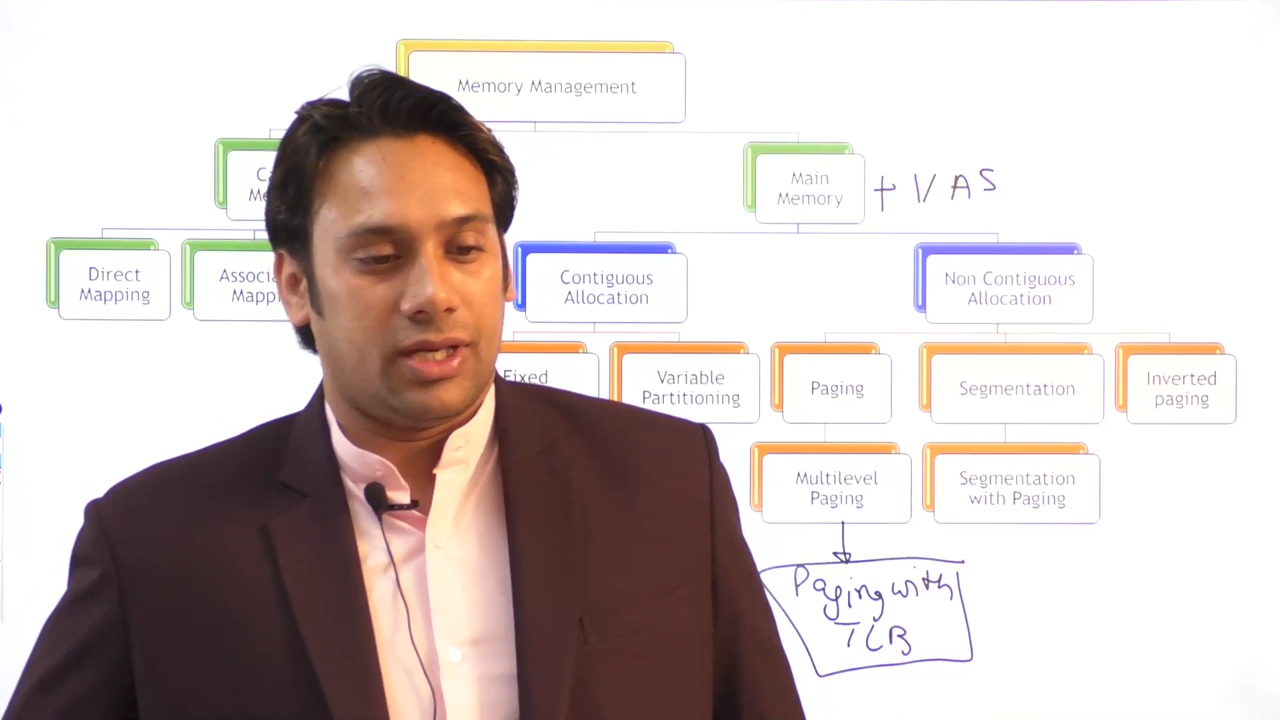 Memory Management
Main
Memory
+ VAS
Direct
Mapping
Contiguous
Allocation
Non Contiguous
Allocation
Fixed
Variable
Partitioning
Paging
Segmentation
Inverted
paging
Multilevel
Paging
Segmentation
with Paging
Paging with
TLB